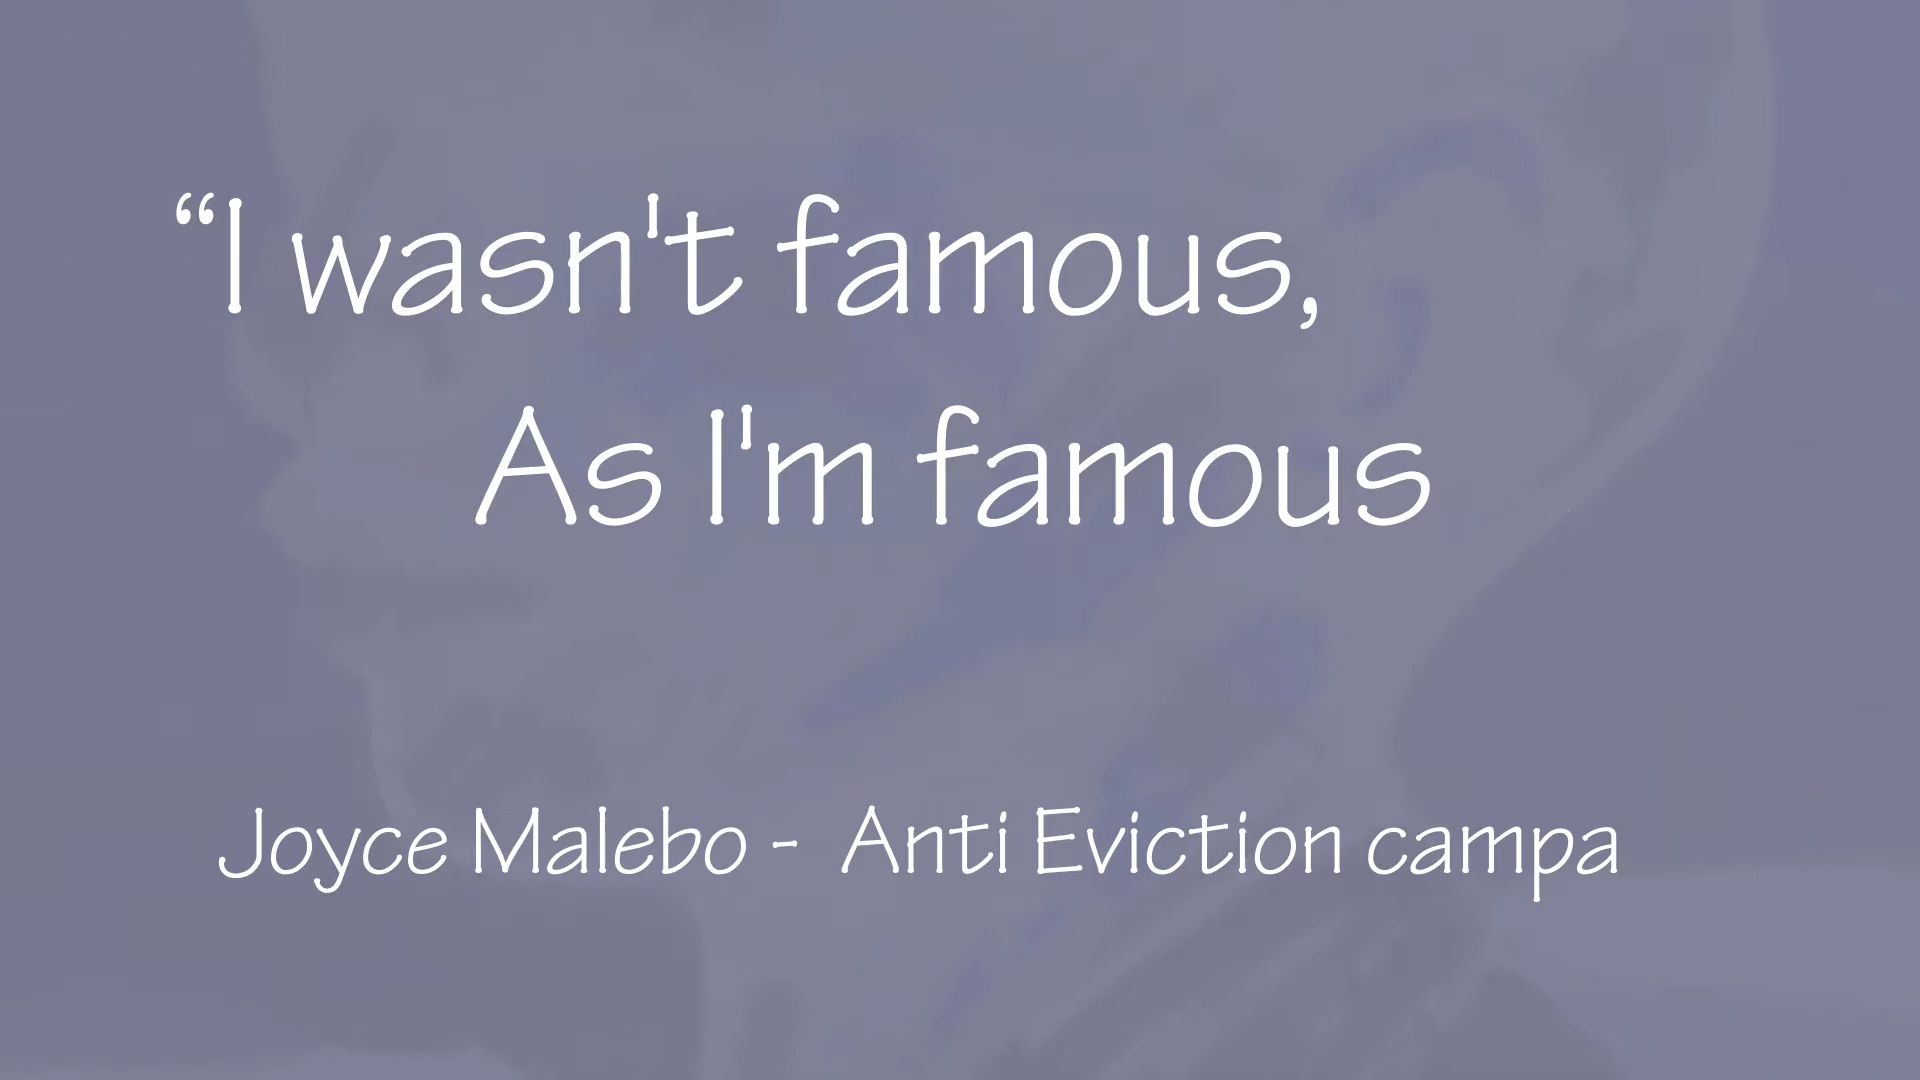 “I wasn't famous,
As I'm famous
Joyce Malebo - Anti Eviction campa